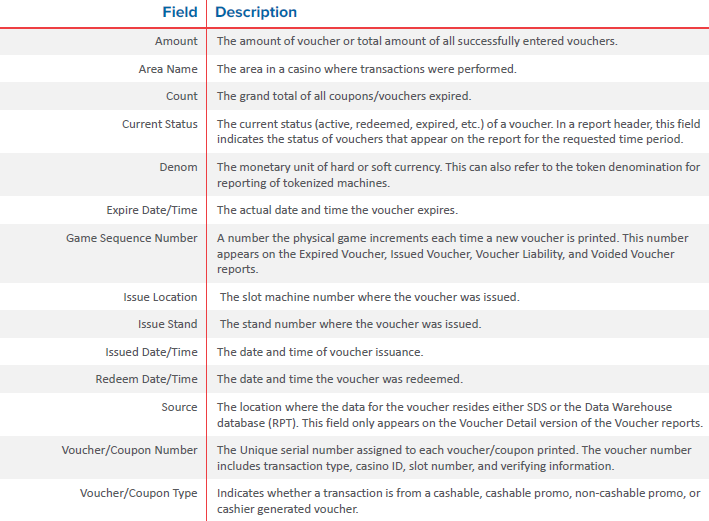 Field Description
Amount The amount of voucher or total amount of all successfully entered vouchers.
Area Name The area in a casino where transactions were performed.
Count The grand total of all coupons/vouchers expired.
Current Status The current status (active, redeemed, expired, etc.) of a voucher. In a report header, this field
indicates the status of vouchers that appear on the report for the requested time period.
Denom The monetary unit of hard or soft currency. This can also refer to the token denomination for
reporting of tokenized machines.
Expire Date/Time The actual date and time the voucher expires.
Game Sequence Number A number the physical game increments each time a new voucher is printed. This number
appears on the Expired Voucher, Issued Voucher, Voucher Liability, and Voided Voucher
reports.
Issue Location The slot machine number where the voucher was issued.
Issue Stand The stand number where the voucher was issued.
Issued Date/Time The date and time of voucher issuance.
Redeem Date/Time The date and time the voucher was redeemed.
Source The location where the data for the voucher resides either SDS or the Data Warehouse
database (RPT). This field only appears on the Voucher Detail version of the Voucher reports.
Voucher/Coupon Number The Unique serial number assigned to each voucher/coupon printed. The voucher number
includes transaction type, casino ID, slot number, and verifying information.
Voucher/Coupon Type Indicates whether a transaction is from a cashable, cashable promo, non-cashable promo, or
cashier generated voucher.